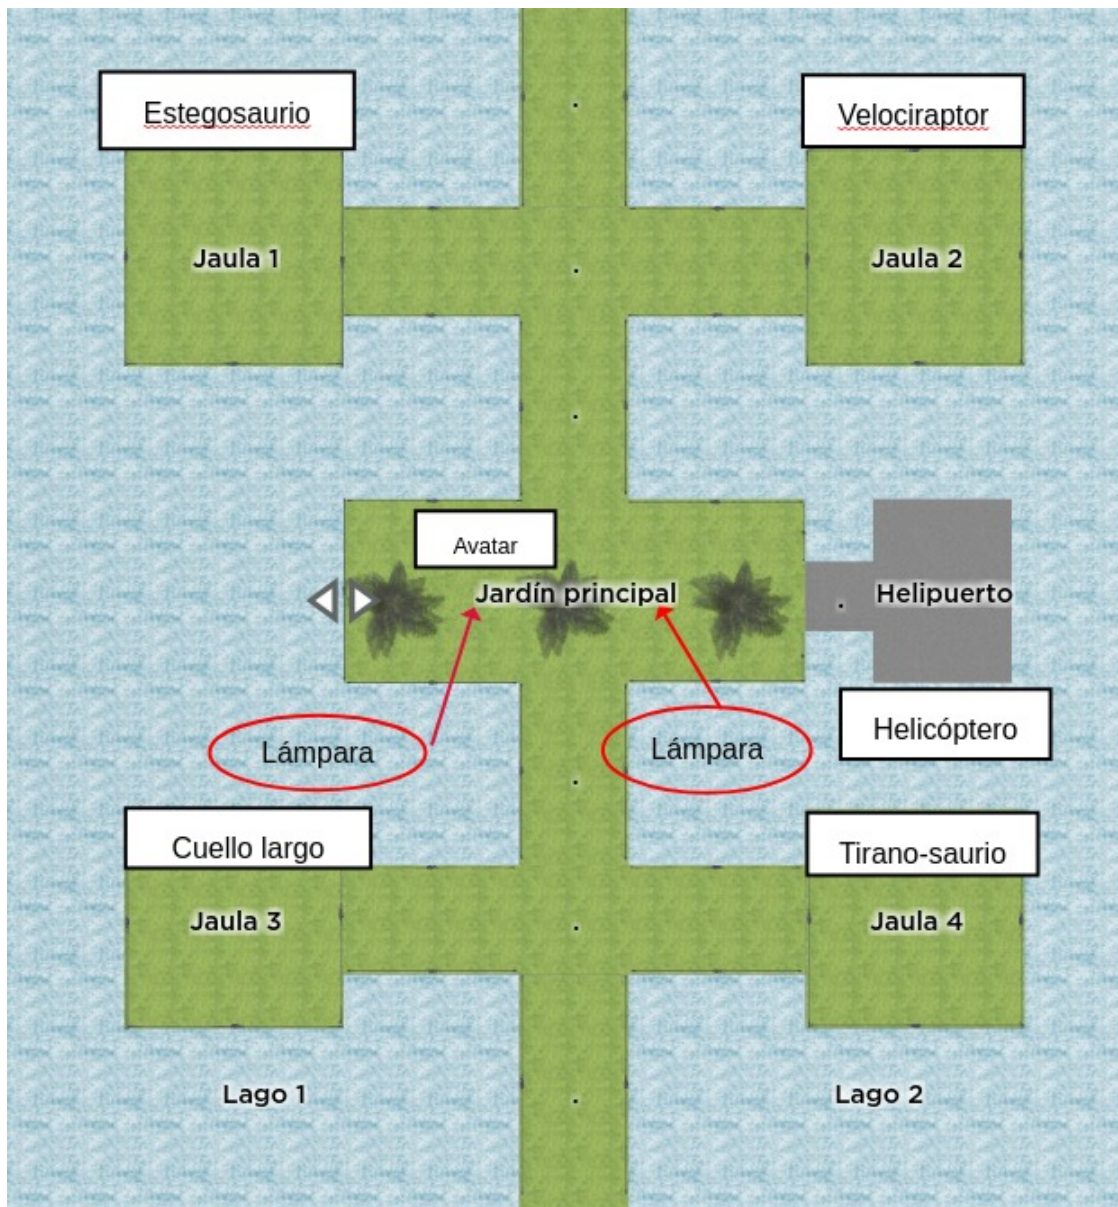 Estegosaurio
Velociraptor
Jaula 1
Jaula 2
Avatar
Jardín principal
Helipuerto
Lámpara
Lámpara
Helicóptero
Cuello largo
Tirano-saurio
Jaula 3
Jaula 4
Lago 1
Lago 2